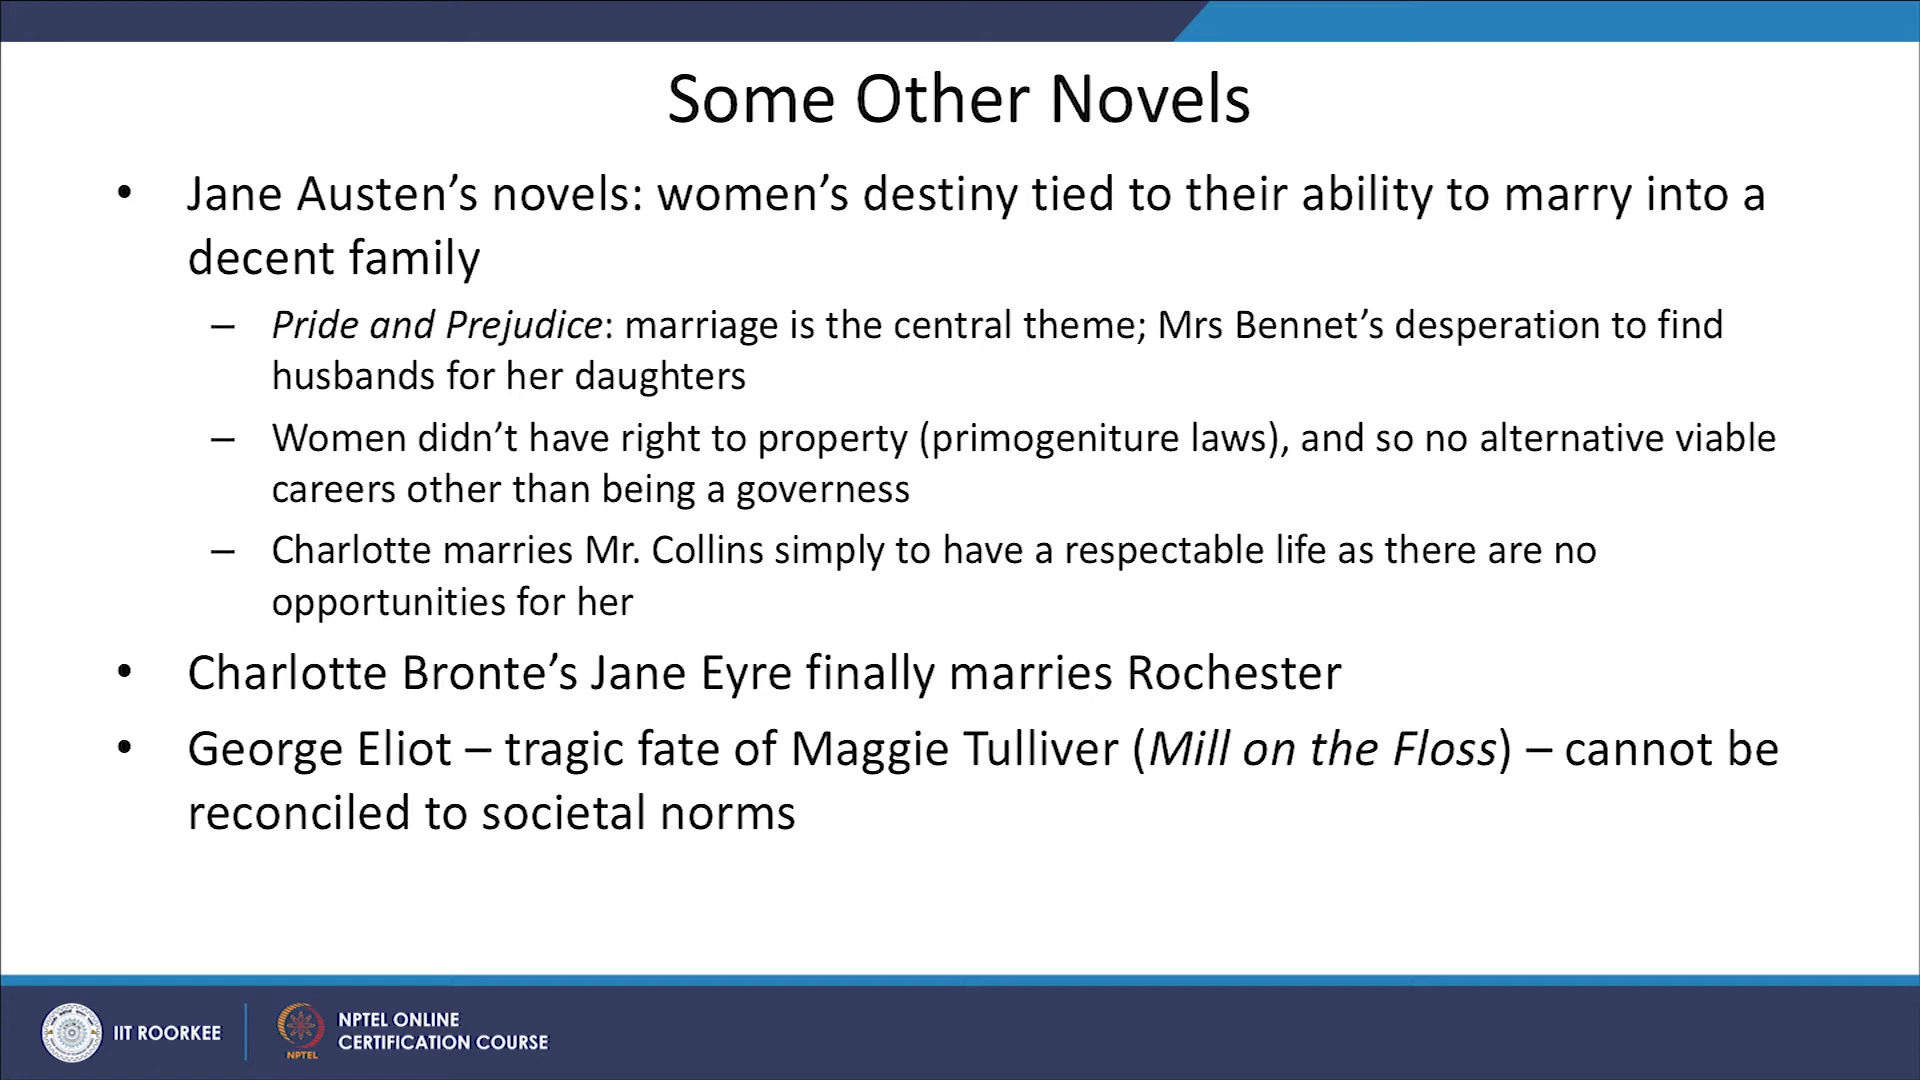 Some Other Novels
• Jane Austen’s novels: women’s destiny tied to their ability to marry into a
decent family
– Pride and Prejudice: marriage is the central theme; Mrs Bennet’s desperation to find
husbands for her daughters
– Women didn’t have right to property (primogeniture laws), and so no alternative viable
careers other than being a governess
– Charlotte marries Mr. Collins simply to have a respectable life as there are no
opportunities for her
• Charlotte Bronte’s Jane Eyre finally marries Rochester
• George Eliot – tragic fate of Maggie Tulliver (Mill on the Floss) – cannot be
reconciled to societal norms
IIT ROORKEE
NPTEL
NPTEL ONLINE
CERTIFICATION COURSE